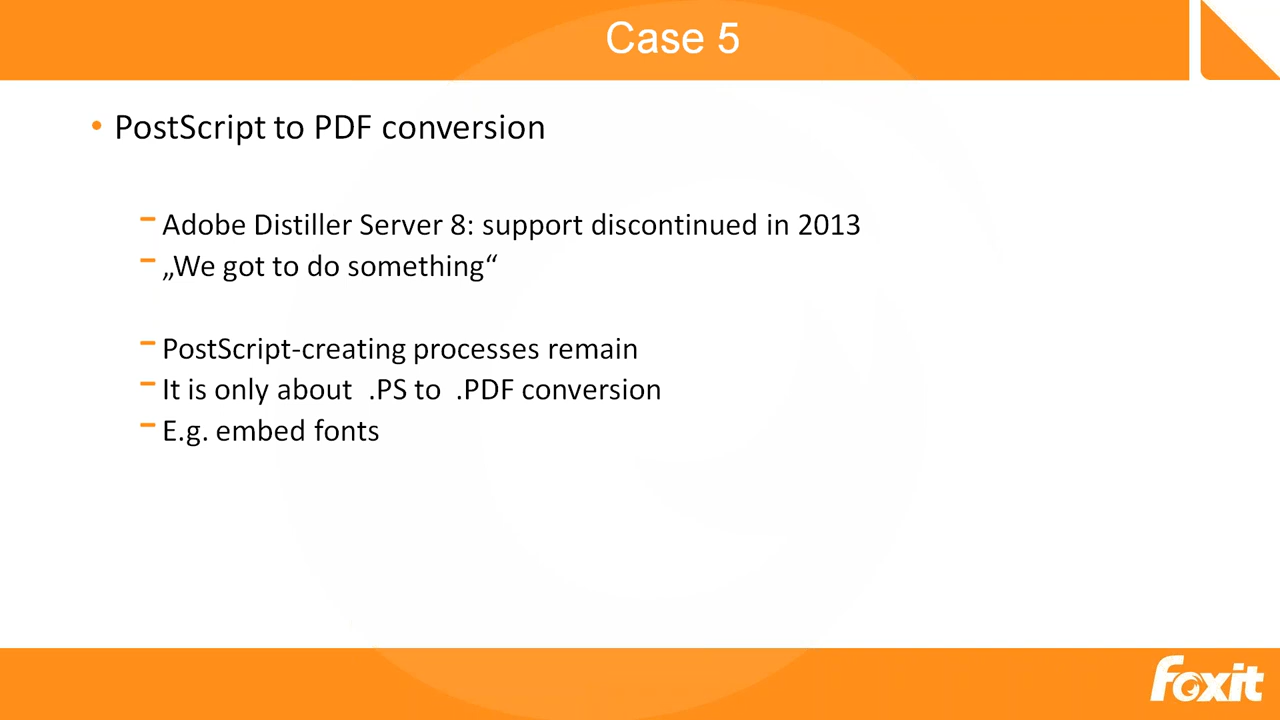 Case 5
• PostScript to PDF conversion
– Adobe Distiller Server 8: support discontinued in 2013
– „We got to do something“
– PostScript-creating processes remain
– It is only about .PS to .PDF conversion
– E.g. embed fonts
Foxit